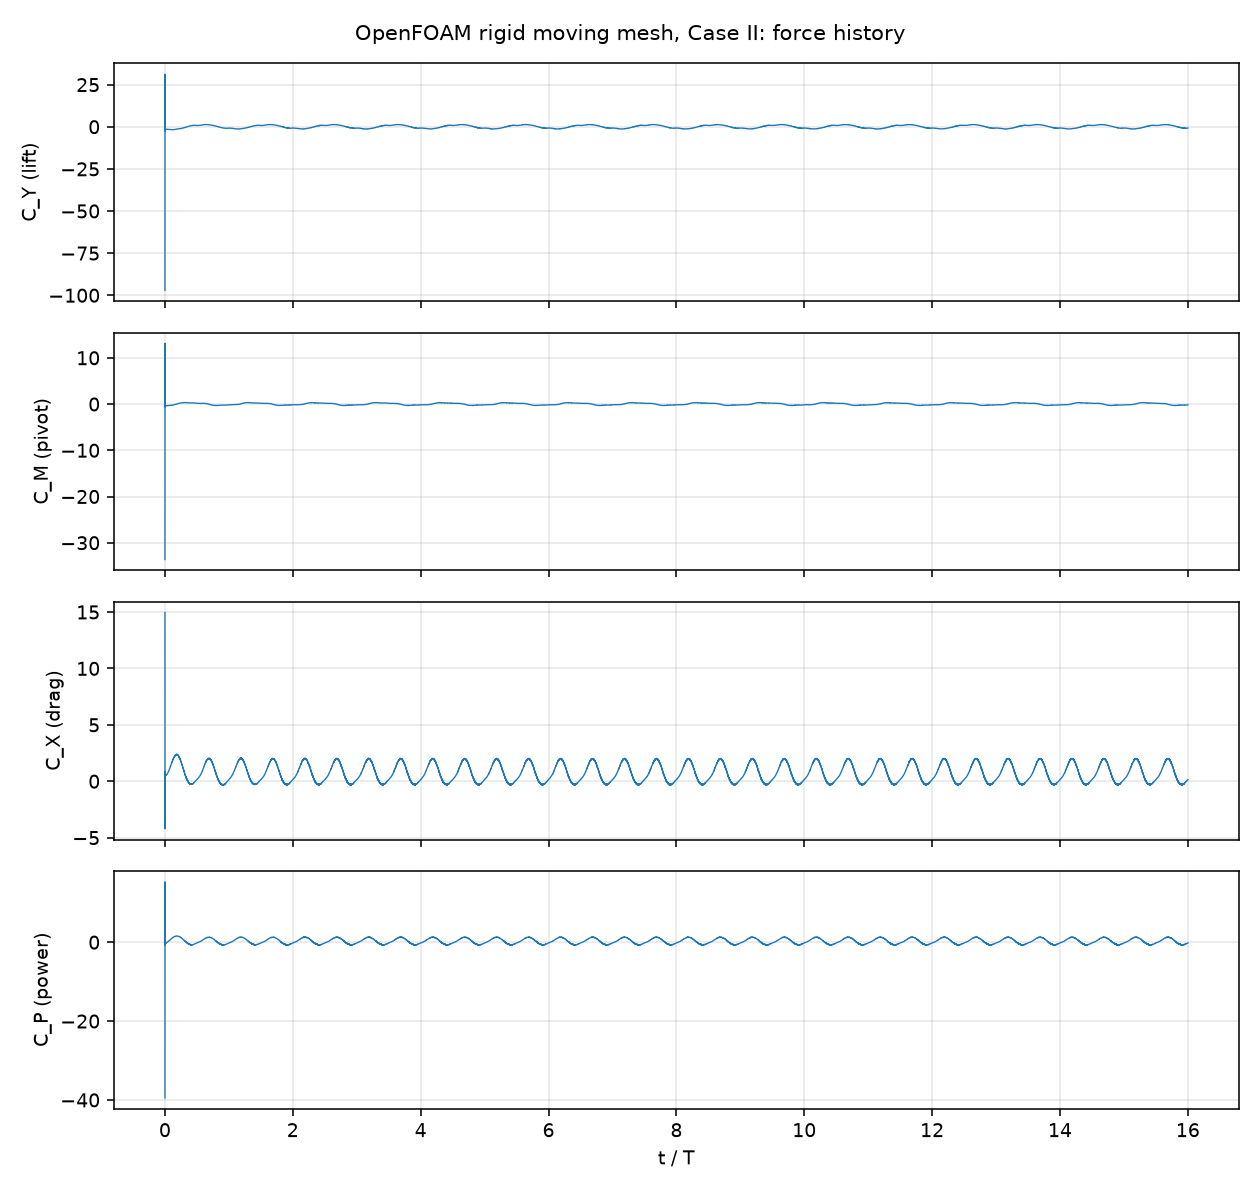 OpenFOAM rigid moving mesh, Case II: force history
C_Y (lift)
25
0
−25
−50
−75
−100
C_M (pivot)
10
0
−10
−20
−30
C_X (drag)
15
10
5
0
−5
C_P (power)
0
−20
−40
0 2 4 6 8 10 12 14 16
t / T